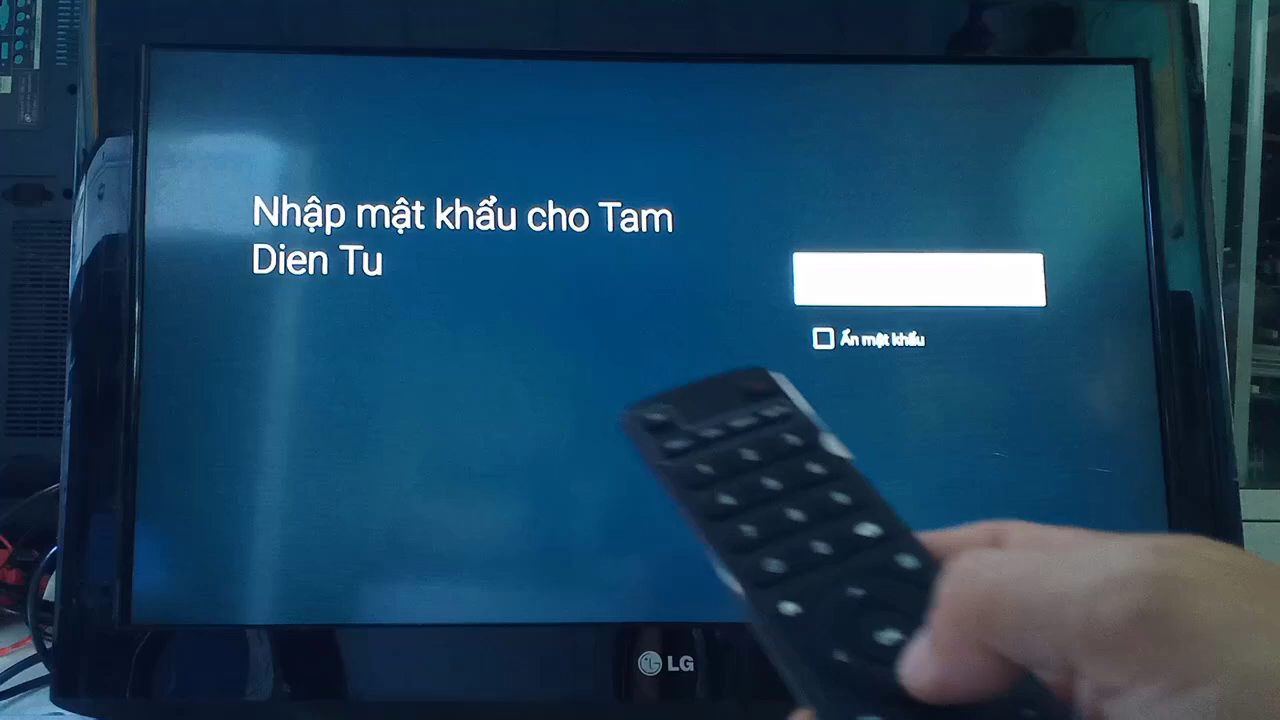 Nhập mật khẩu cho Tam
Dien Tu
Ẩn mật khẩu
LG